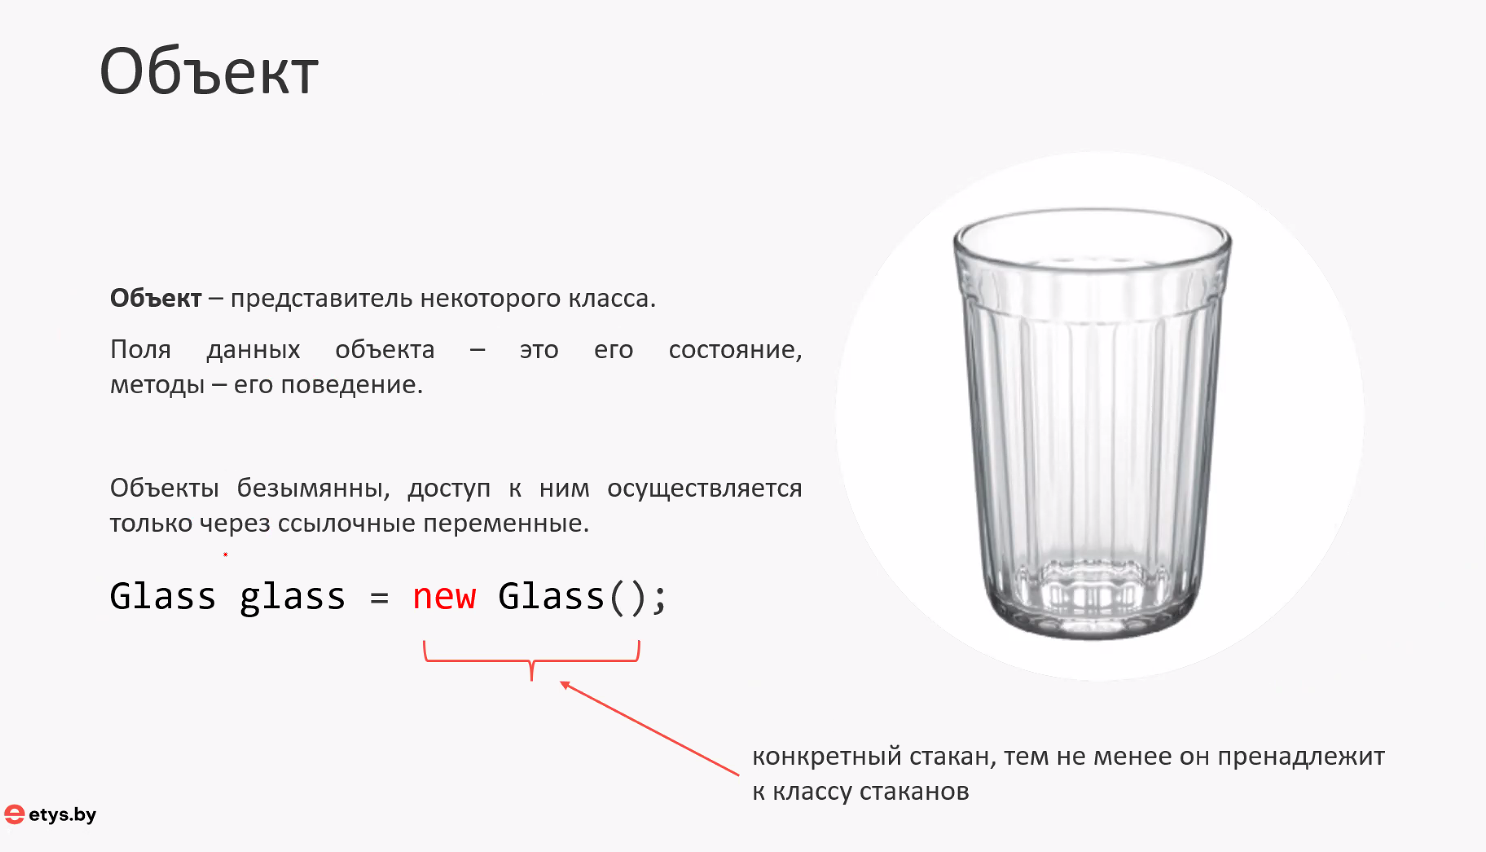 Объект
Объект – представитель некоторого класса.
Поля данных объекта – это его состояние,
методы – его поведение.
Объекты безымянны, доступ к ним осуществляется
только через ссылочные переменные.
Glass glass = new Glass();
конкретный стакан, тем не менее он пренадлежит
к классу стаканов
etys.by